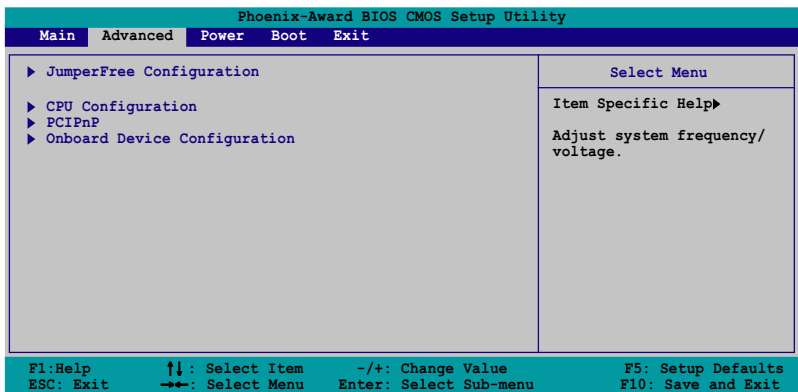 Phoenix-Award BIOS CMOS Setup Utility
Main Advanced Power Boot Exit
JumperFree Configuration
CPU Configuration
PCIPnP
Onboard Device Configuration
Select Menu
Item Specific Help
Adjust system frequency/
voltage.
F1:Help ↑↓: Select Item -/+: Change Value F5: Setup Defaults
ESC: Exit →←: Select Menu Enter: Select Sub-menu F10: Save and Exit